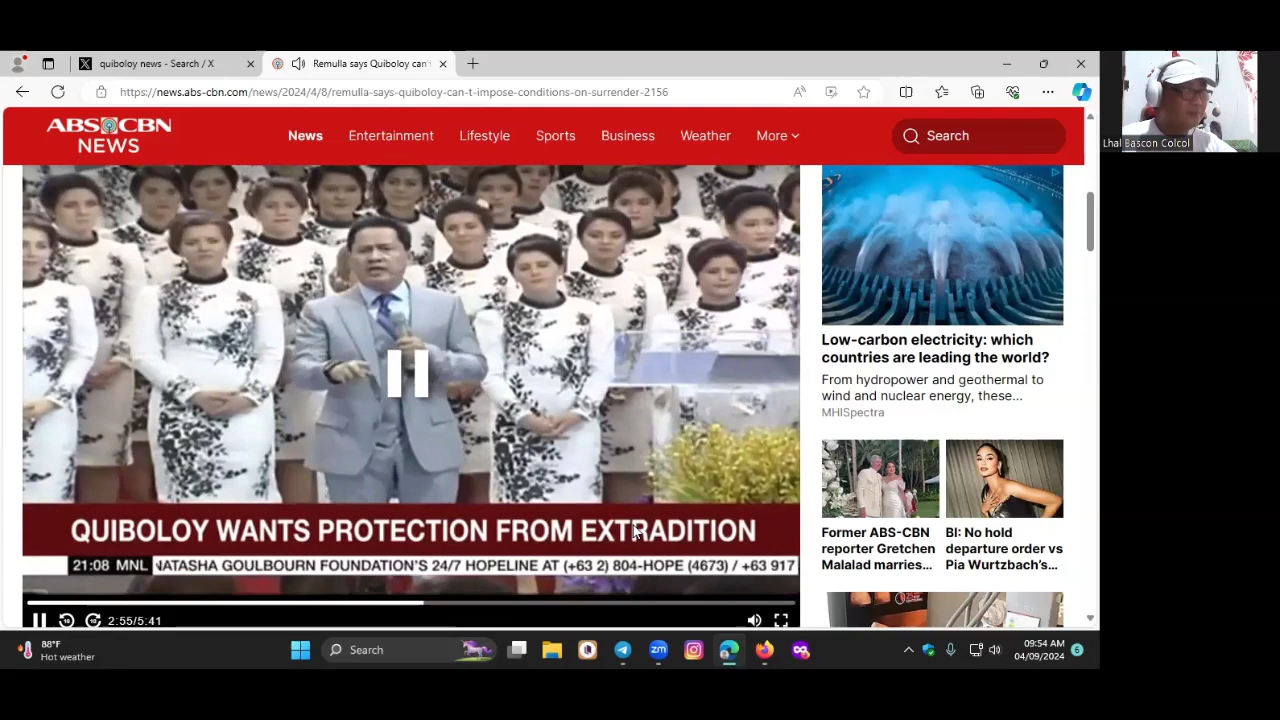 quiboloy news - Search / X
Remulla says Quiboloy can'
https://news.abs-cbn.com/news/2024/4/8/remulla-says-quiboloy-can-t-impose-conditions-on-surrender-2156
ABS-CBN
NEWS
News
Entertainment
Lifestyle
Sports
Business
Weather
More
Search
QUIBOLOY WANTS PROTECTION FROM EXTRADITION
21:08 MNL
NATASHA GOULBOURN FOUNDATION'S 24/7 HOPELINE AT (+63 2) 804-HOPE (4673) / +63 917
2:55/5:41
Low-carbon electricity: which
countries are leading the world?
From hydropower and geothermal to
wind and nuclear energy, these...
MHISpectra
Former ABS-CBN
reporter Gretchen
Malalad marries...
BI: No hold
departure order vs
Pia Wurtzbach's...
Lhal Bascon Colcol
88°F
Hot weather
Search
zm
09:54 AM
04/09/2024
6